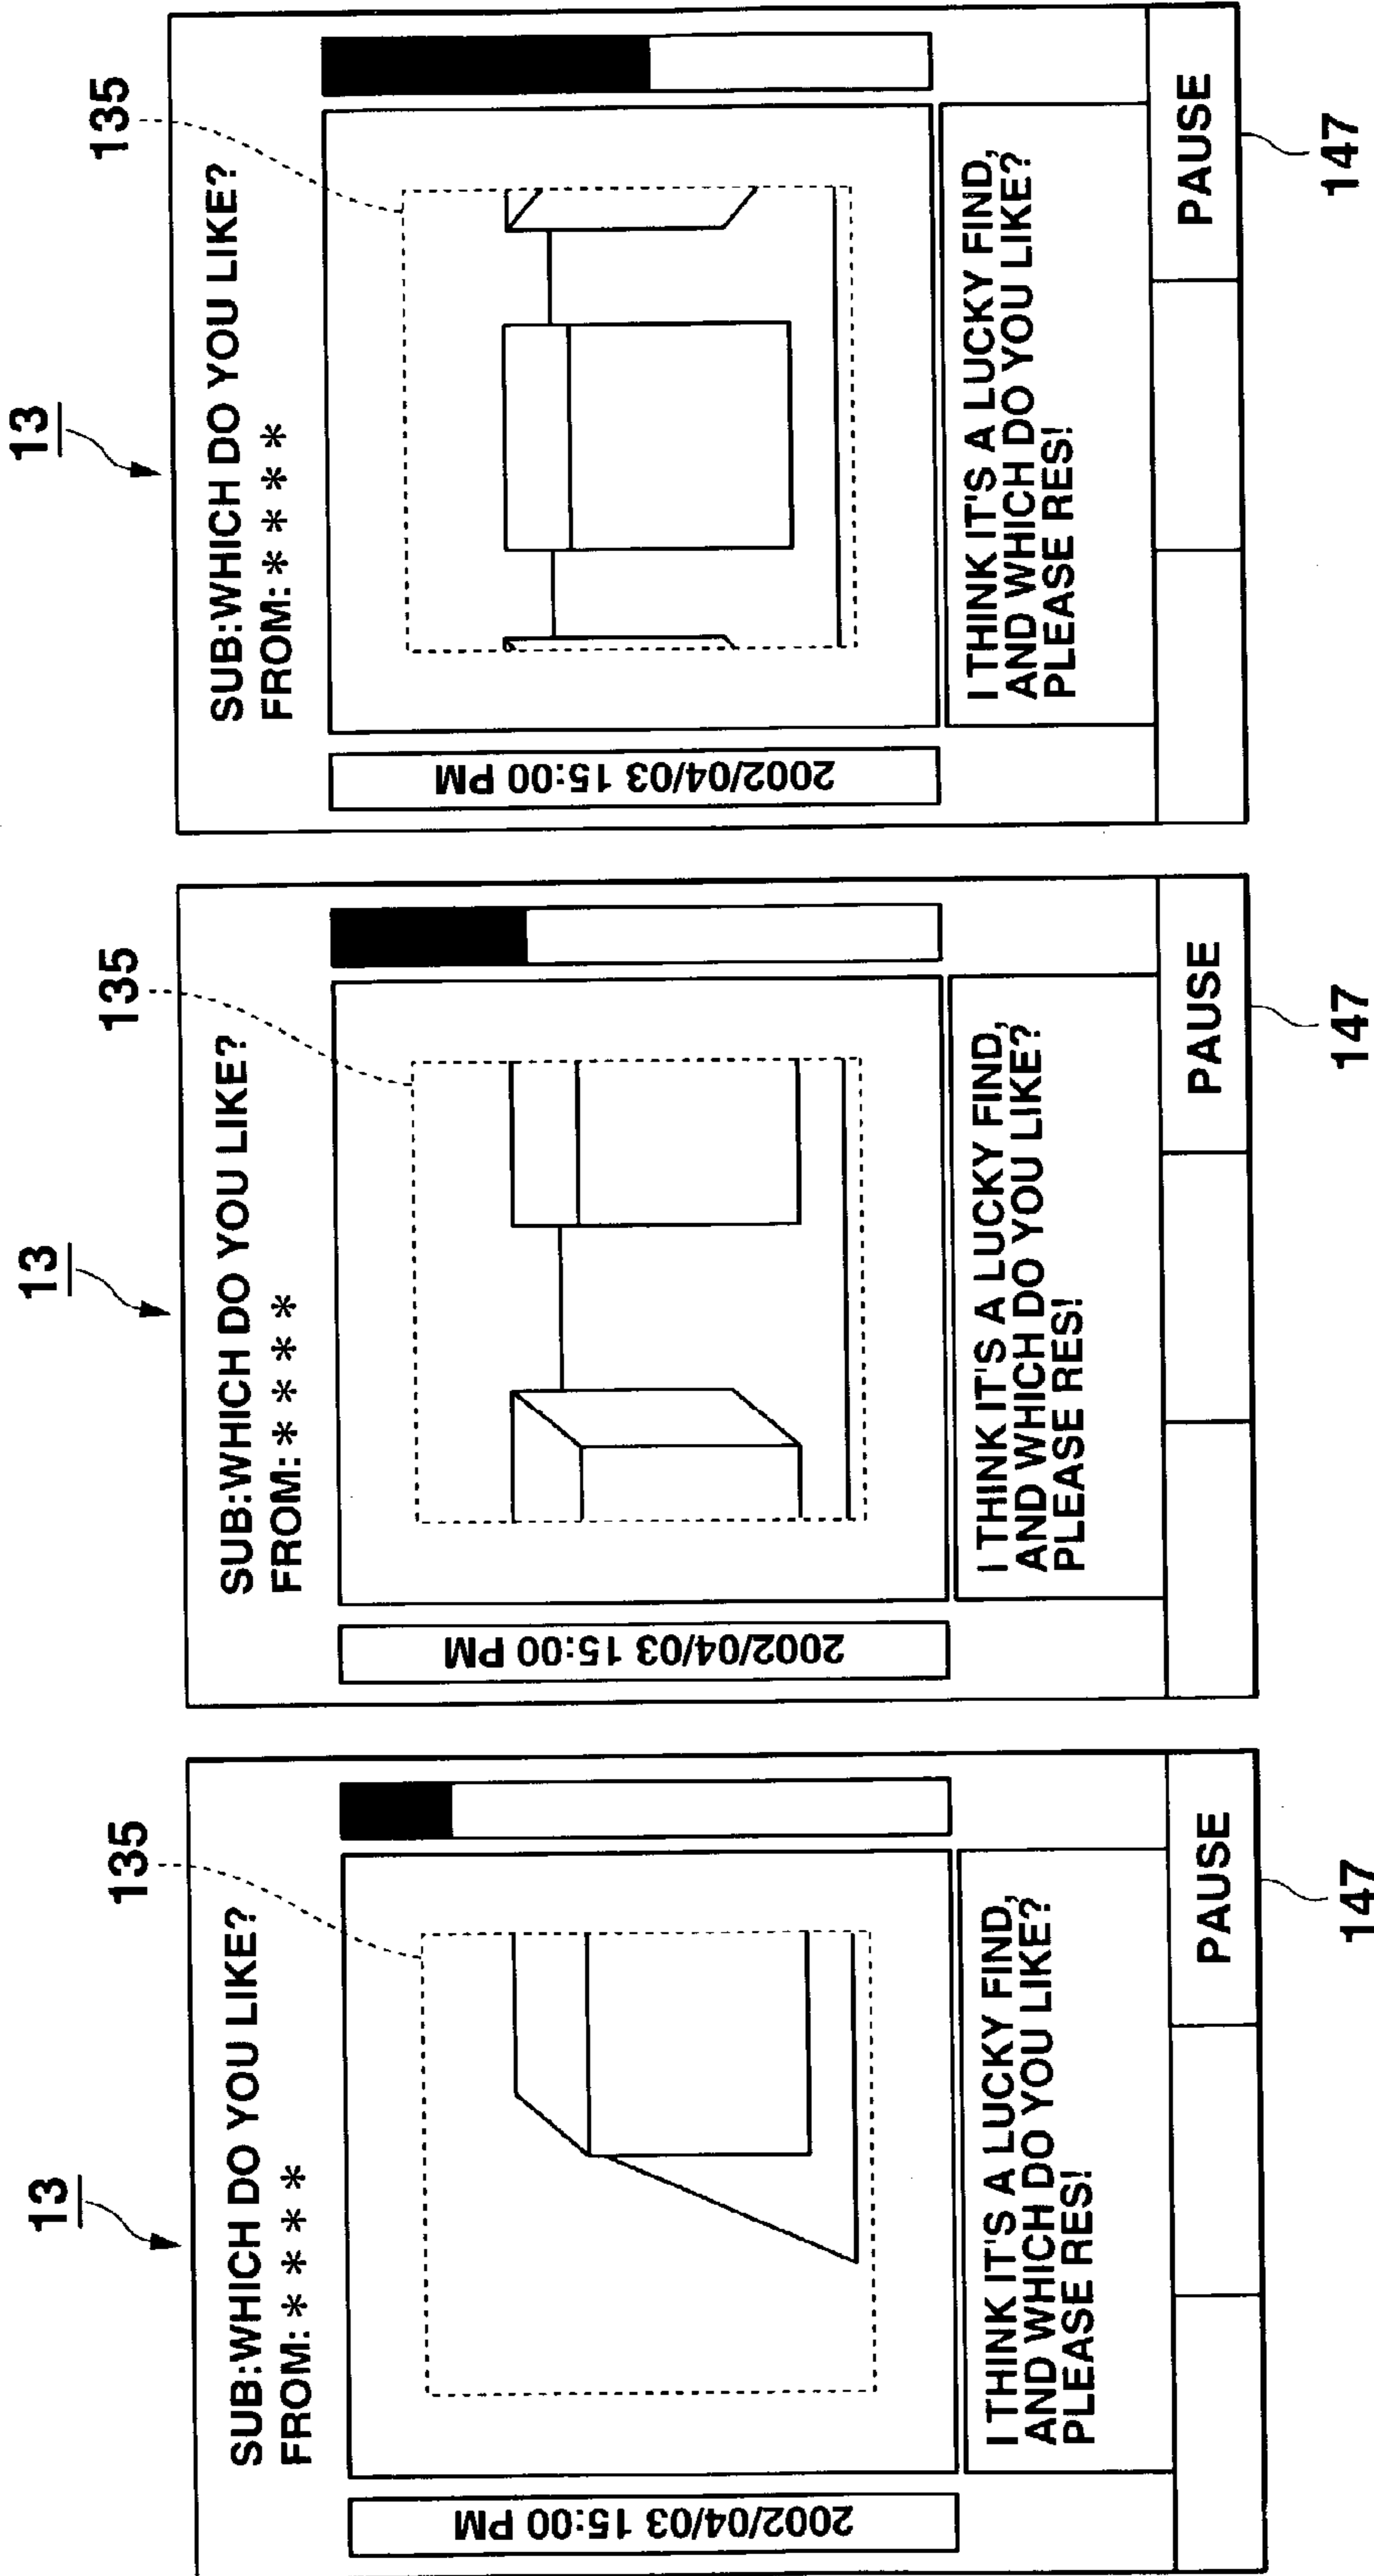 13
135
SUB:WHICH DO YOU LIKE?
FROM: * * * *
2002/04/03 15:00 PM
I THINK IT'S A LUCKY FIND,
AND WHICH DO YOU LIKE?
PLEASE RES!
PAUSE
147
13
135
SUB:WHICH DO YOU LIKE?
FROM: * * * *
2002/04/03 15:00 PM
I THINK IT'S A LUCKY FIND,
AND WHICH DO YOU LIKE?
PLEASE RES!
PAUSE
147
13
135
SUB:WHICH DO YOU LIKE?
FROM: * * * *
2002/04/03 15:00 PM
I THINK IT'S A LUCKY FIND,
AND WHICH DO YOU LIKE?
PLEASE RES!
PAUSE
147